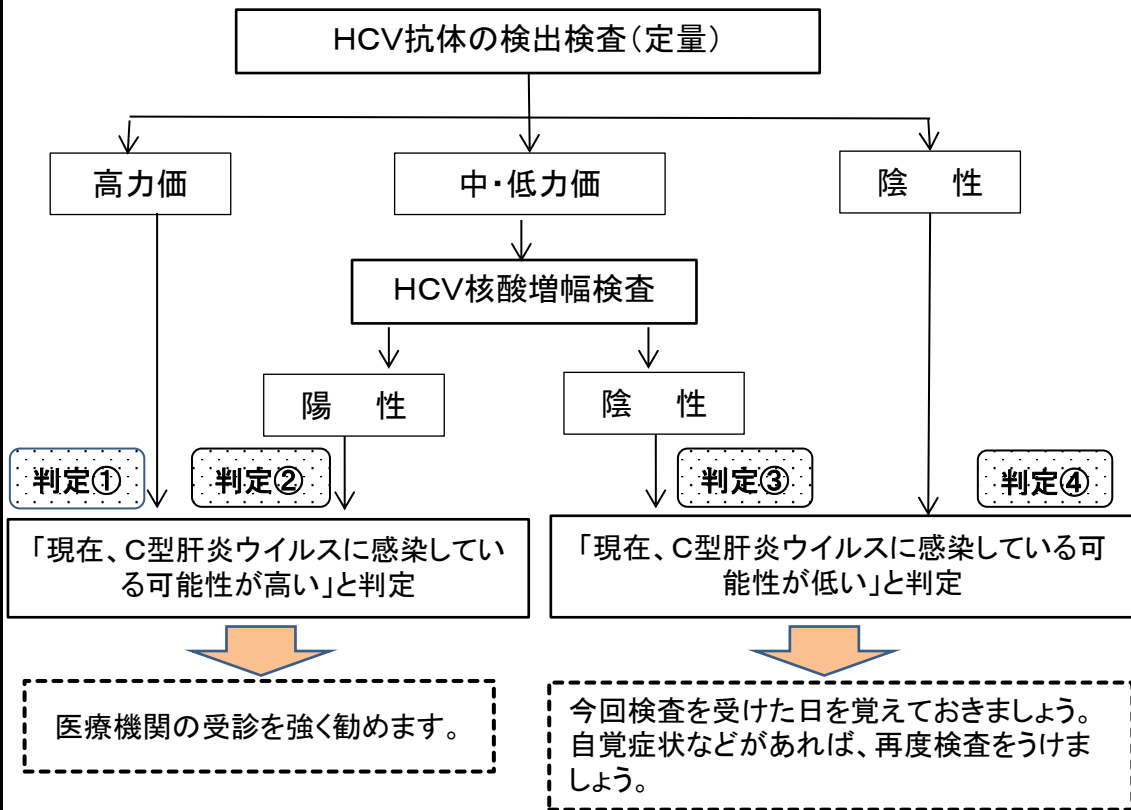 HCV抗体の検出検査(定量)
高力価
中・低力価
陰　性
HCV核酸増幅検査
陽　性
陰　性
判定①
判定②
判定③
判定④
「現在、C型肝炎ウイルスに感染してい
る可能性が高い」と判定
「現在、C型肝炎ウイルスに感染している可
能性が低い」と判定
医療機関の受診を強く勧めます。
今回検査を受けた日を覚えておきましょう。
自覚症状などがあれば、再度検査をうけま
しょう。